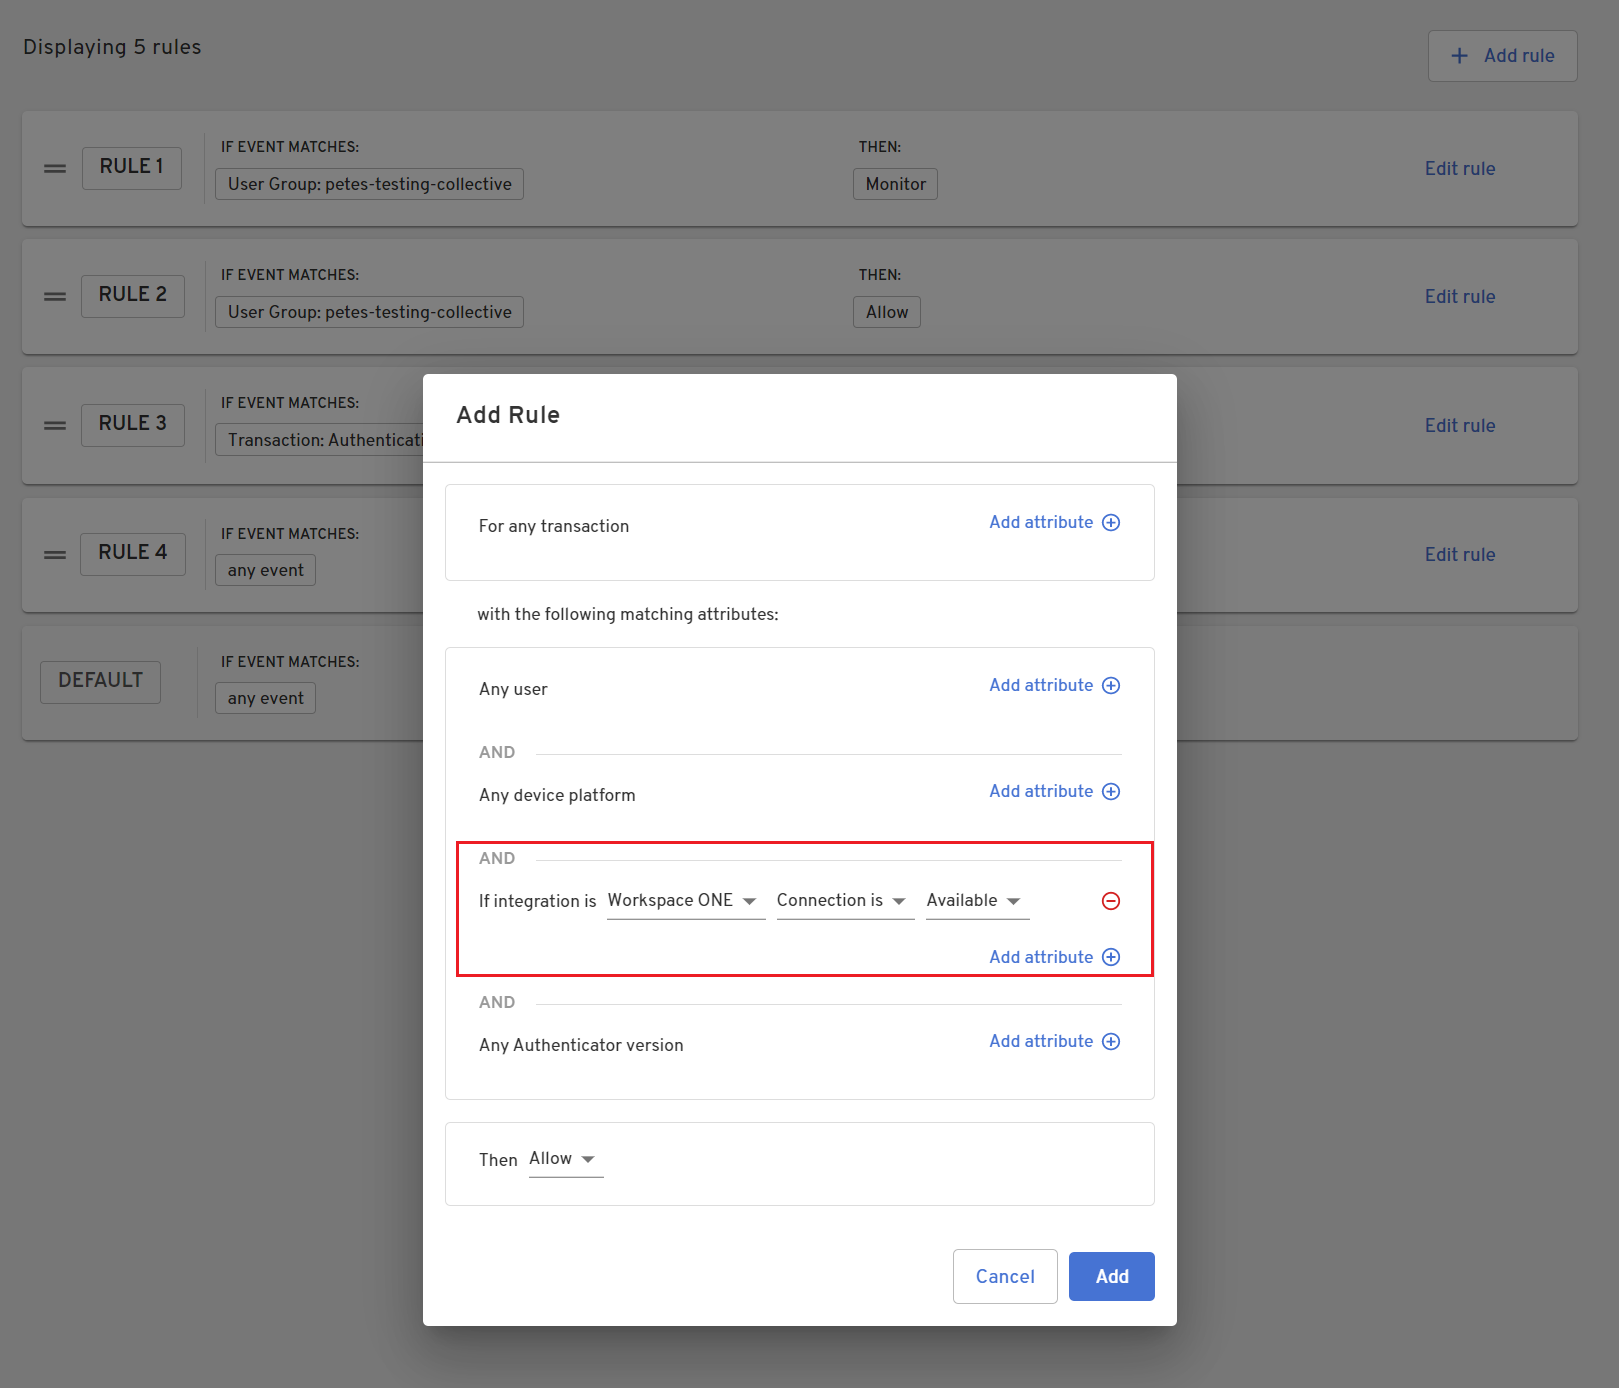 Displaying 5 rules
+ Add rule
IF EVENT MATCHES:
THEN:
RULE 1
User Group: petes-testing-collective
Monitor
Edit rule
IF EVENT MATCHES:
THEN:
RULE 2
User Group: petes-testing-collective
Allow
Edit rule
IF EVENT MATCHES:
RULE 3
Transaction:
Edit rule
IF EVENT MATCHES:
RULE 4
any event
Edit rule
IF EVENT MATCHES:
DEFAULT
any event
Add Rule
For any transaction
Add attribute
with the following matching attributes:
Any user
Add attribute
AND
Any device platform
Add attribute
AND
If integration is Workspace ONE Connection is Available
Add attribute
AND
Any Authenticator version
Add attribute
Then Allow
Cancel
Add